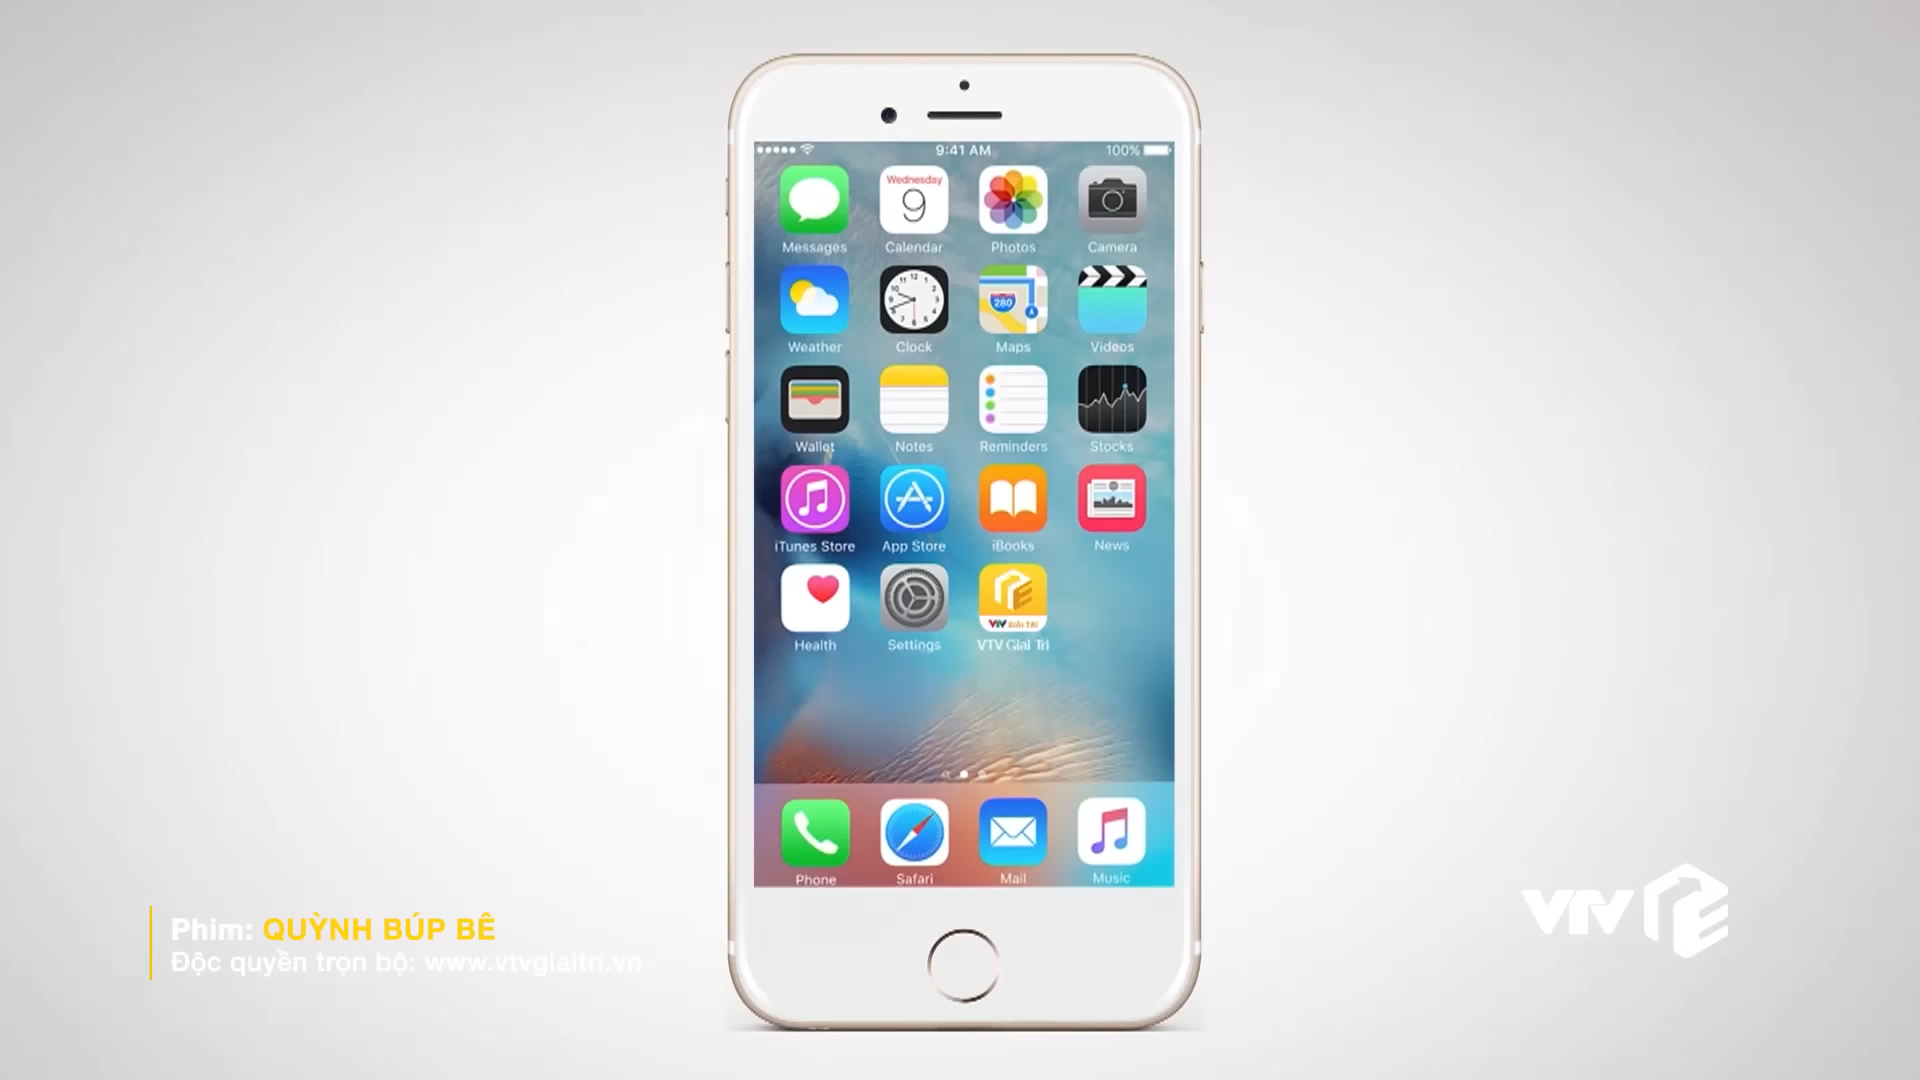 9:41 AM 100%
Wednesday
9
Messages Calendar Photos Camera
280
Weather Clock Maps Videos
Wallet Notes Reminders Stocks
iTunes Store App Store iBooks News
VTV GIẢI TRÍ
Health Settings VTV Giai Tri
Phone Safari Mail Music
VTV
Phim: QUỲNH BÚP BÊ
Độc quyền trọn bộ: www.vtvgiaitri.vn